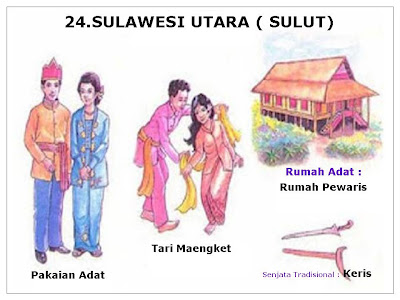 24.SULAWESI UTARA ( SULUT)
Rumah Adat :
Rumah Pewaris
Tari Maengket
Pakaian Adat
Senjata Tradisional : Keris